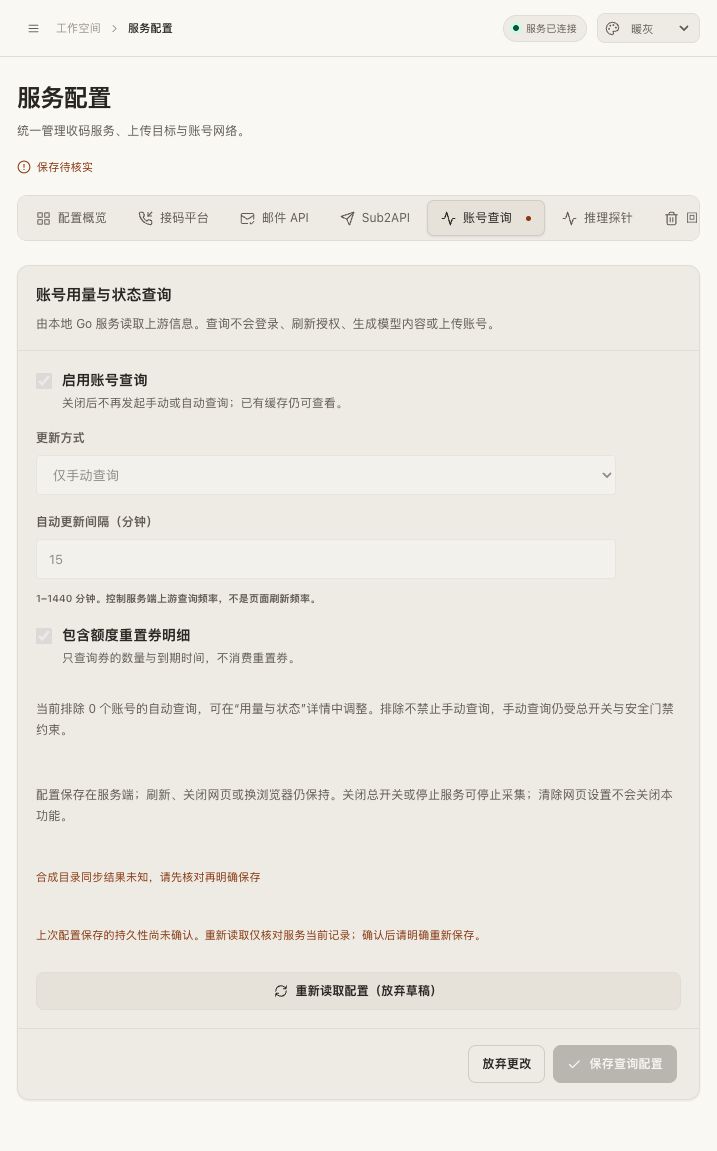 工作空间 > 服务配置
服务已连接
暖灰
服务配置
统一管理收码服务、上传目标与账号网络。
保存待核实
配置概览
接码平台
邮件 API
Sub2API
账号查询
推理探针
账号用量与状态查询
由本地 Go 服务读取上游信息。查询不会登录、刷新授权、生成模型内容或上传账号。
启用账号查询
关闭后不再发起手动或自动查询；已有缓存仍可查看。
更新方式
仅手动查询
自动更新间隔（分钟）
15
1–1440 分钟。控制服务端上游查询频率，不是页面刷新频率。
包含额度重置券明细
只查询券的数量与到期时间，不消费重置券。
当前排除 0 个账号的自动查询，可在“用量与状态”详情中调整。排除不禁止手动查询，手动查询仍受总开关与安全门禁
约束。
配置保存在服务端；刷新、关闭网页或换浏览器仍保持。关闭总开关或停止服务可停止采集；清除网页设置不会关闭本
功能。
合成目录同步结果未知，请先核对再明确保存
上次配置保存的持久性尚未确认。重新读取仅核对服务当前记录；确认后请明确重新保存。
重新读取配置（放弃草稿）
放弃更改
保存查询配置